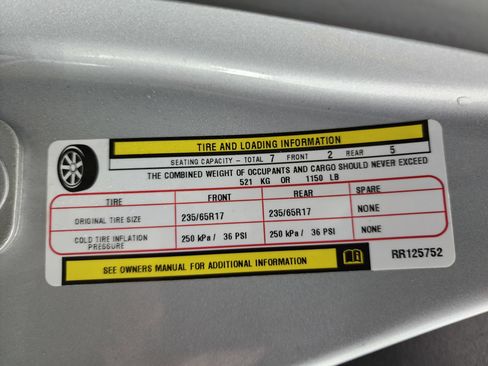 TIRE AND LOADING INFORMATION
SEATING CAPACITY - TOTAL 7 FRONT 2 REAR 5
THE COMBINED WEIGHT OF OCCUPANTS AND CARGO SHOULD NEVER EXCEED
521 KG OR 1150 LB
TIRE FRONT REAR SPARE
ORIGINAL TIRE SIZE 235/65R17 235/65R17 NONE
COLD TIRE INFLATION PRESSURE 250 kPa / 36 PSI 250 kPa / 36 PSI NONE
SEE OWNERS MANUAL FOR ADDITIONAL INFORMATION RR125752